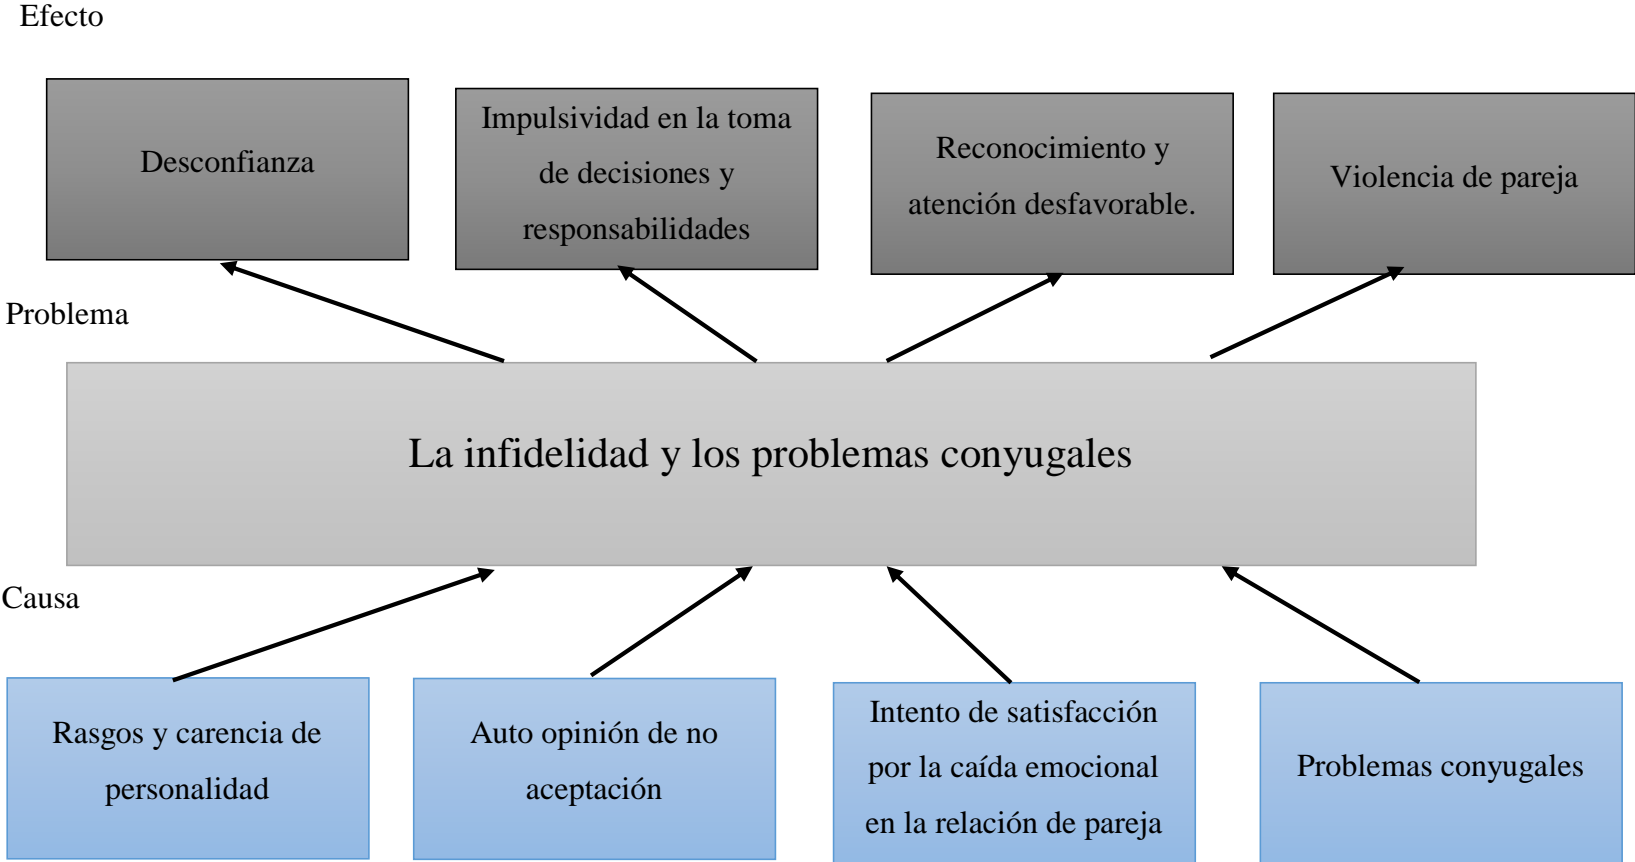 Efecto
Desconfianza
Impulsividad en la toma
de decisiones y
responsabilidades
Reconocimiento y
atención desfavorable.
Violencia de pareja
Problema
La infidelidad y los problemas conyugales
Causa
Rasgos y carencia de
personalidad
Auto opinión de no
aceptación
Intento de satisfacción
por la caída emocional
en la relación de pareja
Problemas conyugales